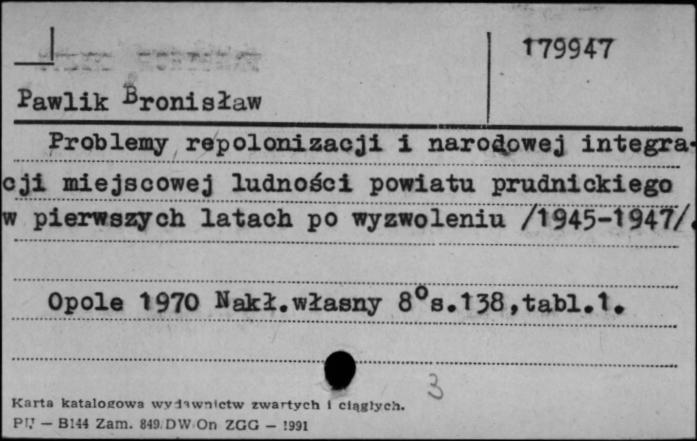 179947
Pawlik Bronisław
Problemy repolonizacji i narodowej integra-
cji miejscowej ludności powiatu prudnickiego
w pierwszych latach po wyzwoleniu /1945-1947/.
Opole 1970 Nakł.własny 8°s.138,tabl.1.
3
Karta katalogowa wydawnictw zwartych i ciągłych.
PU — B144 Zam. 849/DW/On ZGG — 1991